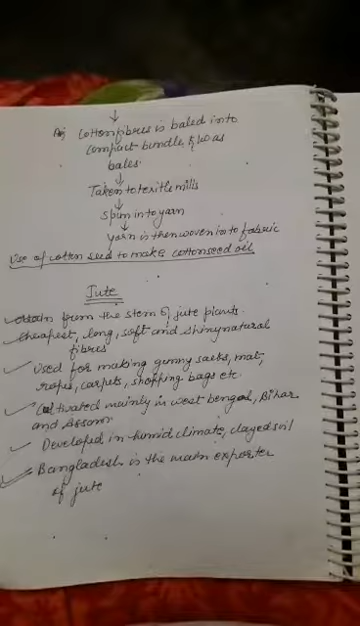 ↓
Cotton fibres is baled into
compact bundle
bales.
↓
Taken to textile mills
↓
Spun into yarn
↓
yarn is then woven into fabric
Use of cotton seed to make cottonseed oil
Jute
from the stem of jute plants.
Cheapest, long, soft and shiny natural
fibres
Used for making gunny sacks, mat,
ropes, carpets, shopping bags etc
Cultivated mainly in west bengal, Bihar
and Assam
Developed in humid climate, clayed soil
Bangladesh is the main exporter
of jute